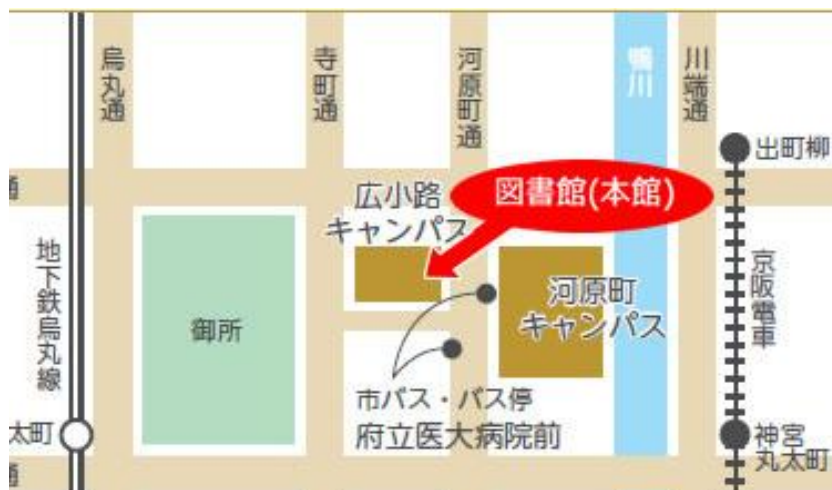 烏丸通
寺町通
河原町通
鴨川
川端通
出町柳
通
広小路
キャンパス
図書館(本館)
地下鉄烏丸線
御所
河原町
キャンパス
京阪電車
市バス・バス停
府立医大病院前
太町
神宮
丸太町
通